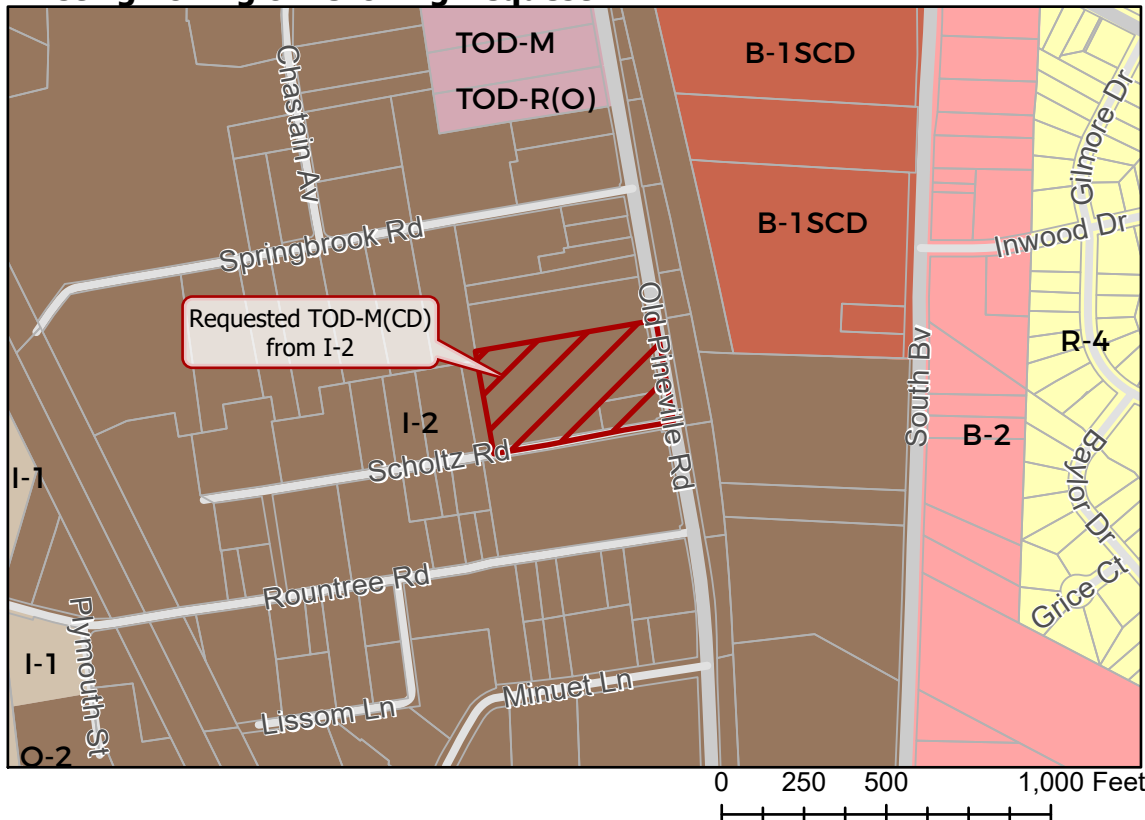 TOD-M
B-1SCD
TOD-R(O)
Chastain Av
Gilmore Dr
B-1SCD
Springbrook Rd
Inwood Dr
Requested TOD-M(CD)
from I-2
Old Pineville Rd
R-4
South Bv
I-2
B-2
Scholtz Rd
I-1
Baylor Dr
Rountree Rd
Grice Ct
Plymouth St
I-1
Minuet Ln
Lissom Ln
O-2
0 250 500 1,000 Feet